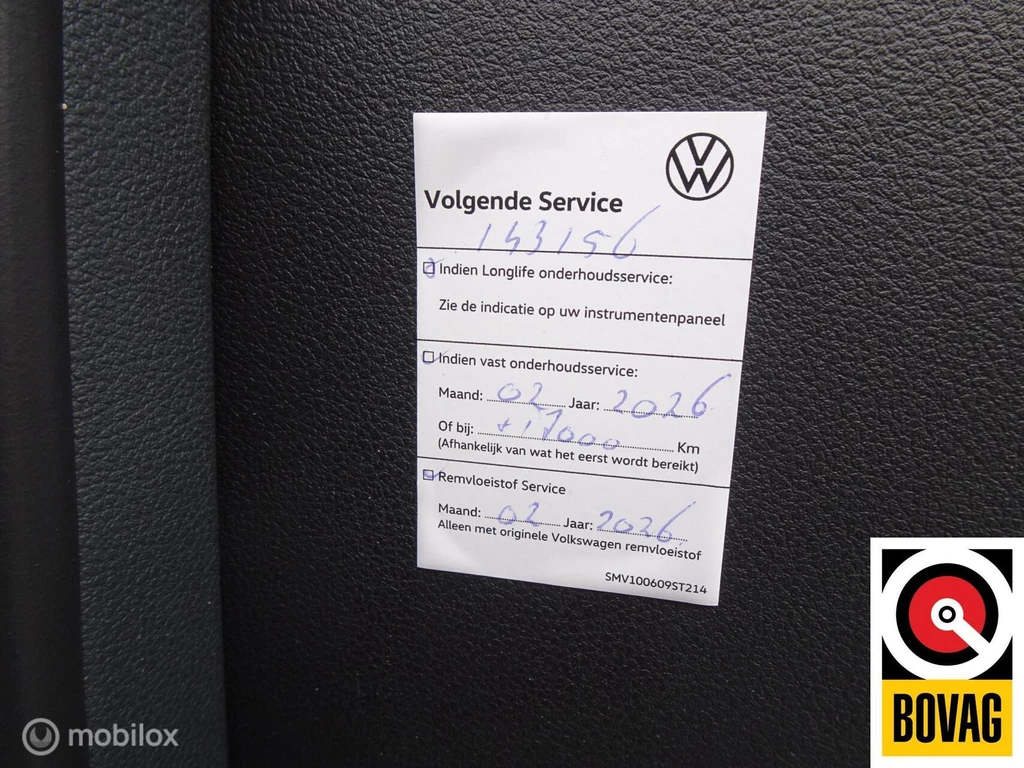 Volgende Service
143156
Indien Longlife onderhoudsservice:
Zie de indicatie op uw instrumentenpaneel
Indien vast onderhoudsservice:
Maand: 02 Jaar: 2026
Of bij: Km
(Afhankelijk van wat het eerst wordt bereikt)
Remvloeistof Service
Maand: 02 Jaar: 2026
Alleen met originele Volkswagen remvloeistof
SMV100609ST214
BOVAG
mobilox